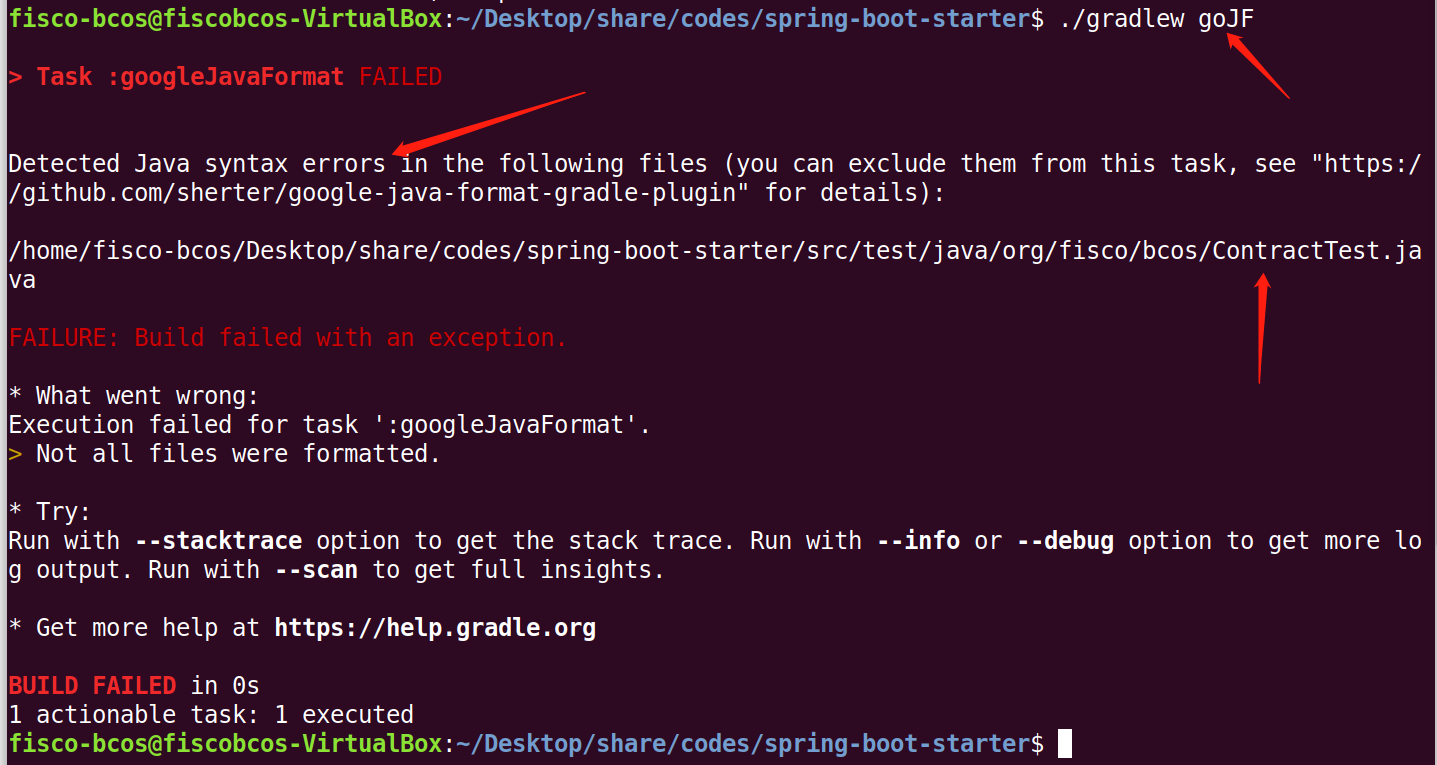 fisco-bcos@fiscobcos-VirtualBox:~/Desktop/share/codes/spring-boot-starter$ ./gradlew goJF
> Task :googleJavaFormat FAILED
Detected Java syntax errors in the following files (you can exclude them from this task, see "https:/
/github.com/sherter/google-java-format-gradle-plugin" for details):
/home/fisco-bcos/Desktop/share/codes/spring-boot-starter/src/test/java/org/fisco/bcos/ContractTest.ja
va
FAILURE: Build failed with an exception.
* What went wrong:
Execution failed for task ':googleJavaFormat'.
> Not all files were formatted.
* Try:
Run with --stacktrace option to get the stack trace. Run with --info or --debug option to get more lo
g output. Run with --scan to get full insights.
* Get more help at https://help.gradle.org
BUILD FAILED in 0s
1 actionable task: 1 executed
fisco-bcos@fiscobcos-VirtualBox:~/Desktop/share/codes/spring-boot-starter$